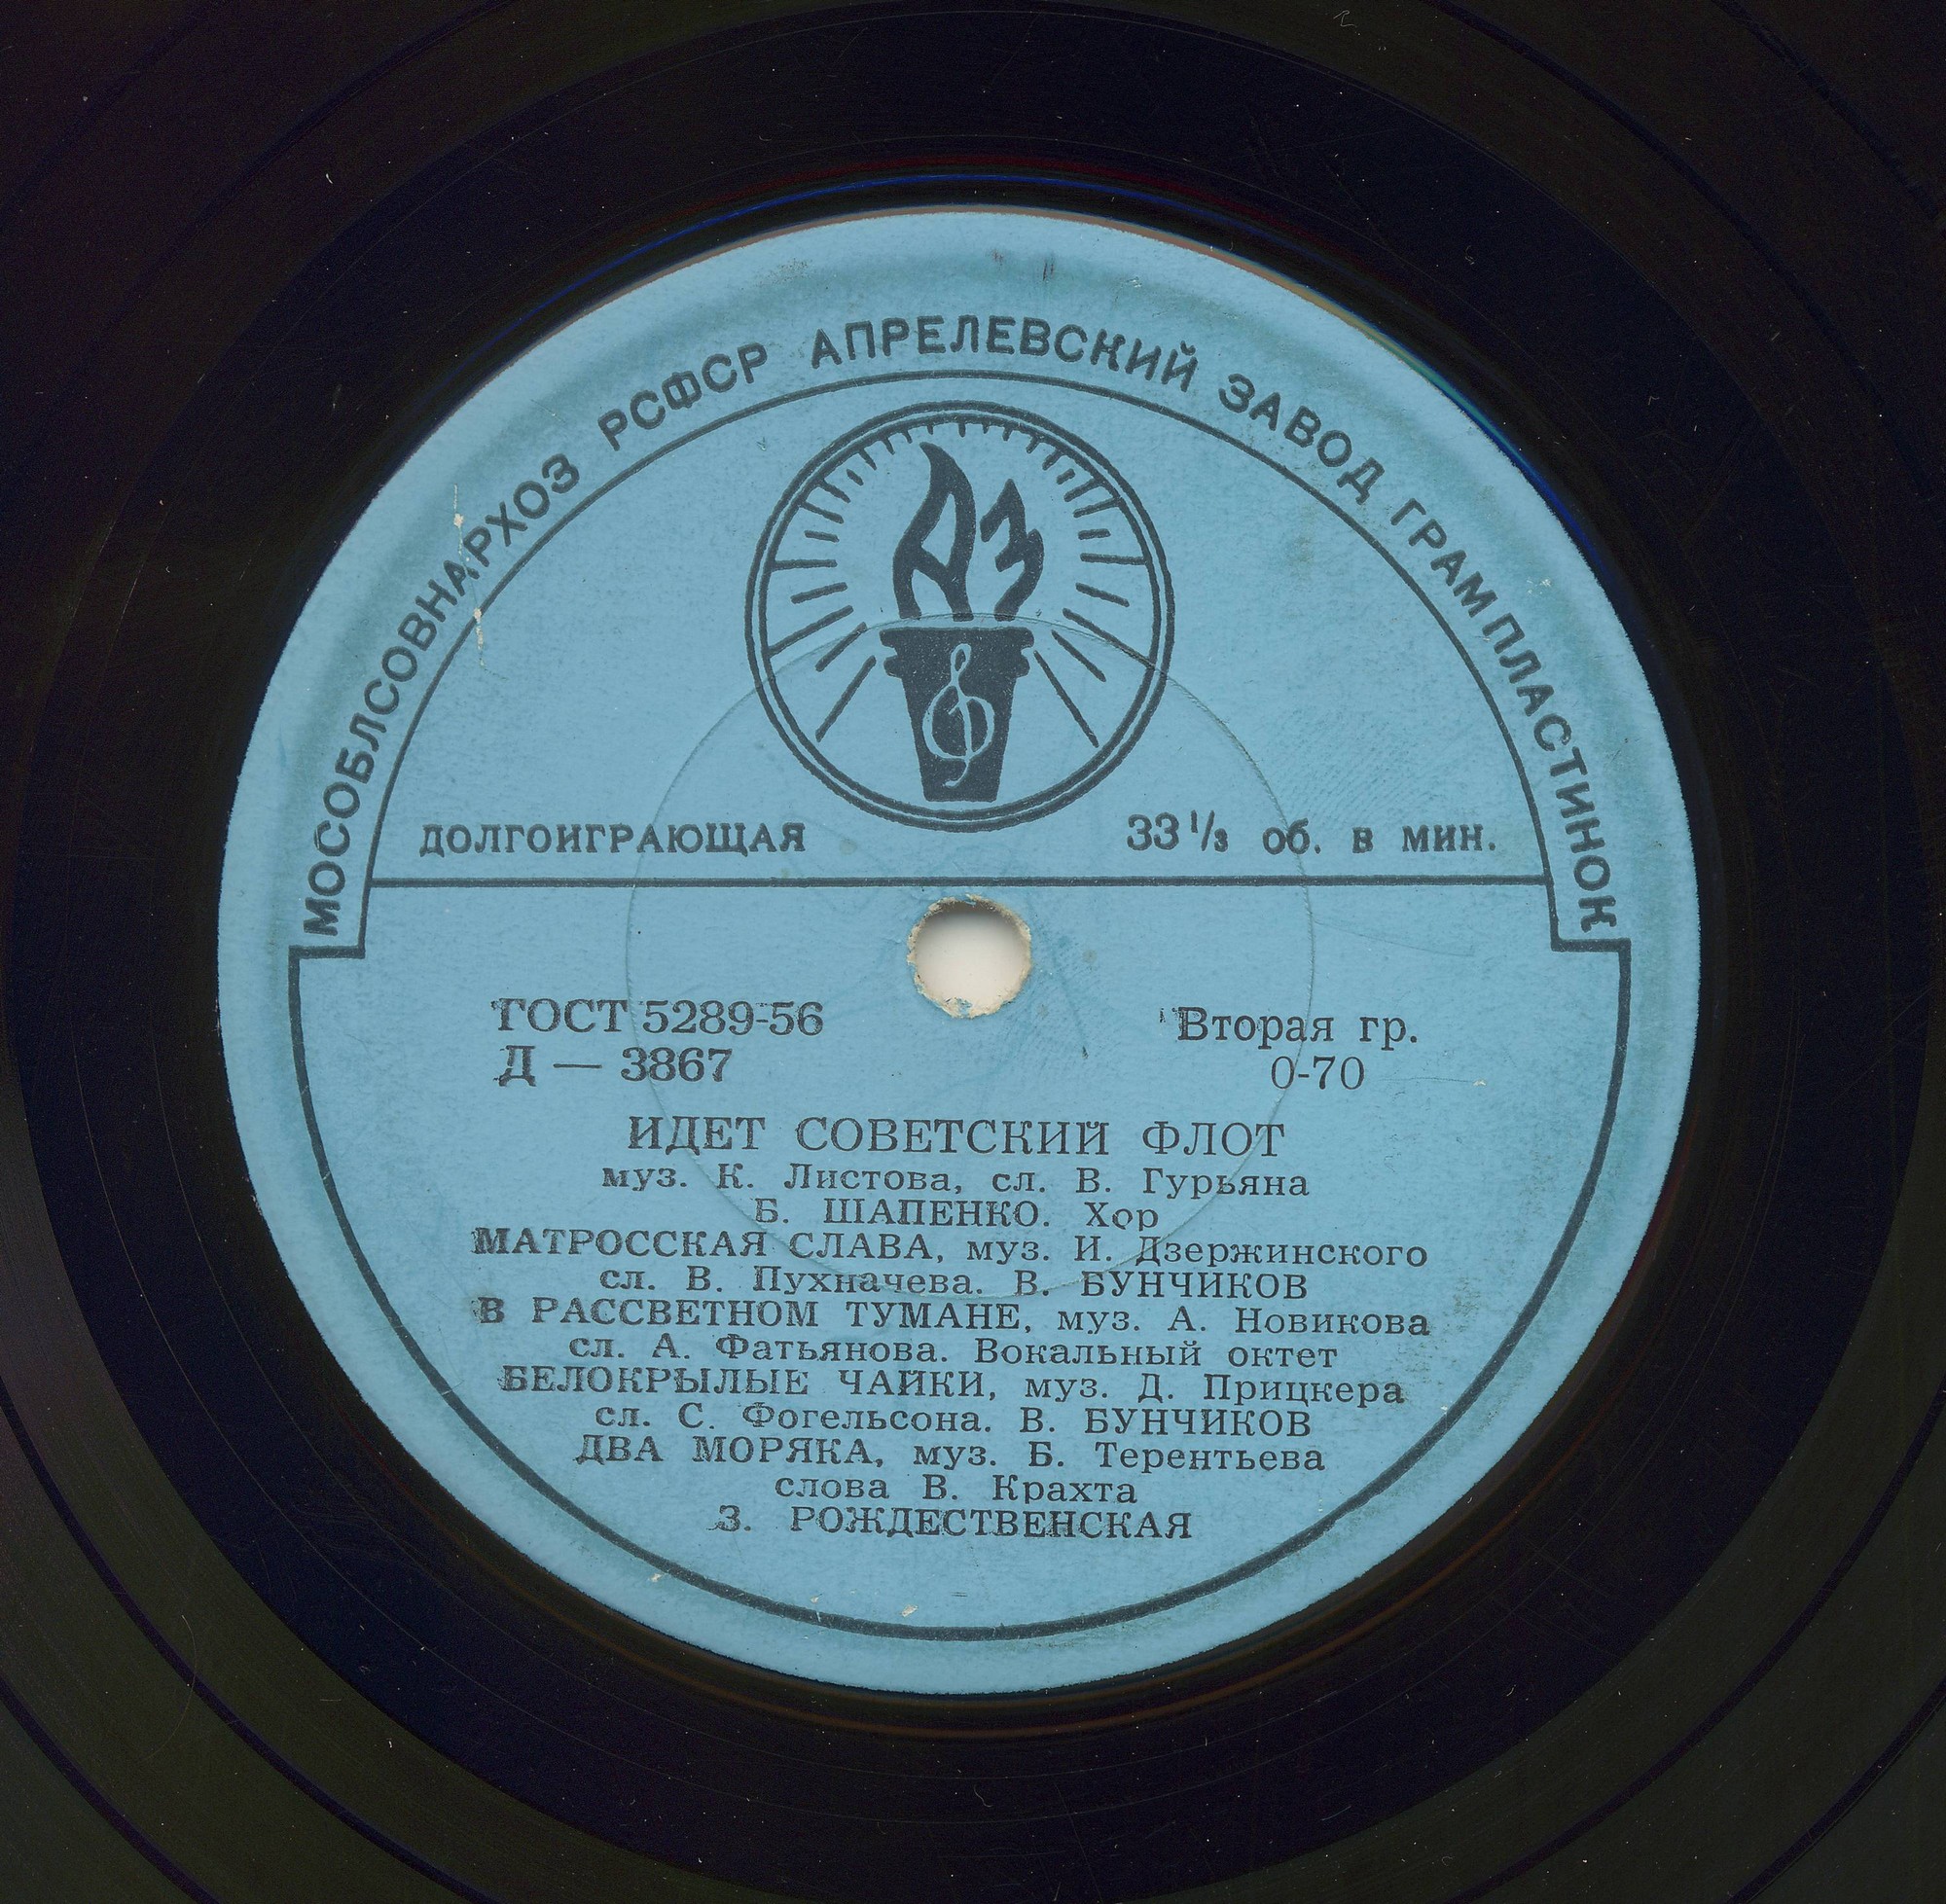 МОСОБЛСОВНАРХОЗ РСФСР АПРЕЛЕВСКИЙ ЗАВОД ГРАМПЛАСТИНОК
АЗ
ДОЛГОИГРАЮЩАЯ 33 1/3 об. в мин.
ГОСТ 5289-56 Вторая гр.
Д — 3867 0-70
ИДЕТ СОВЕТСКИЙ ФЛОТ
муз. К. Листова, сл. В. Гурьяна
Б. ШАПЕНКО. Хор
МАТРОССКАЯ СЛАВА, муз. И. Дзержинского
сл. В. Пухначева. В. БУНЧИКОВ
В РАССВЕТНОМ ТУМАНЕ, муз. А. Новикова
сл. А. Фатьянова. Вокальный октет
БЕЛОКРЫЛЫЕ ЧАЙКИ, муз. Д. Прицкера
сл. С. Фогельсона. В. БУНЧИКОВ
ДВА МОРЯКА, муз. Б. Терентьева
слова В. Крахта
З. РОЖДЕСТВЕНСКАЯ